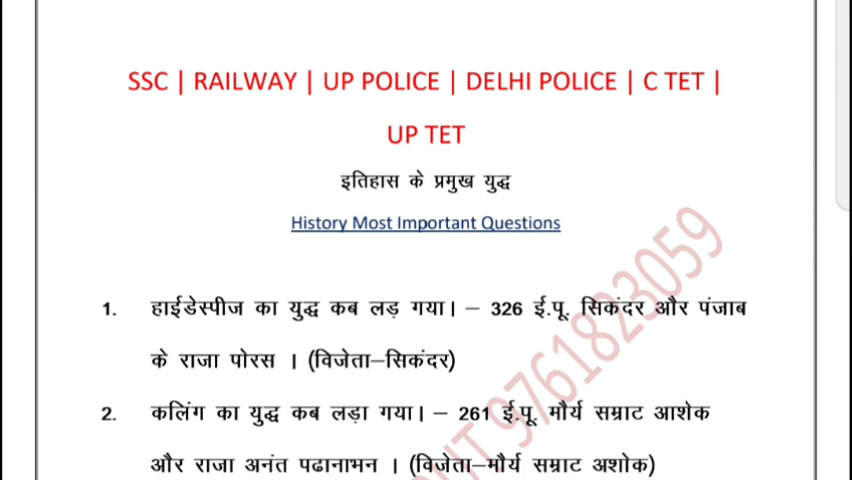 SSC | RAILWAY | UP POLICE | DELHI POLICE | C TET |
UP TET
इतिहास के प्रमुख युद्ध
History Most Important Questions
1. हाईडेस्पीज का युद्ध कब लड़ गया। – 326 ई.पू. सिकंदर और पंजाब
के राजा पोरस । (विजेता–सिकंदर)
2. कलिंग का युद्ध कब लड़ा गया। – 261 ई.पू. मौर्य सम्राट आशेक
और राजा अनंत पढानाभन । (विजेता–मौर्य सम्राट अशोक)
9761823059